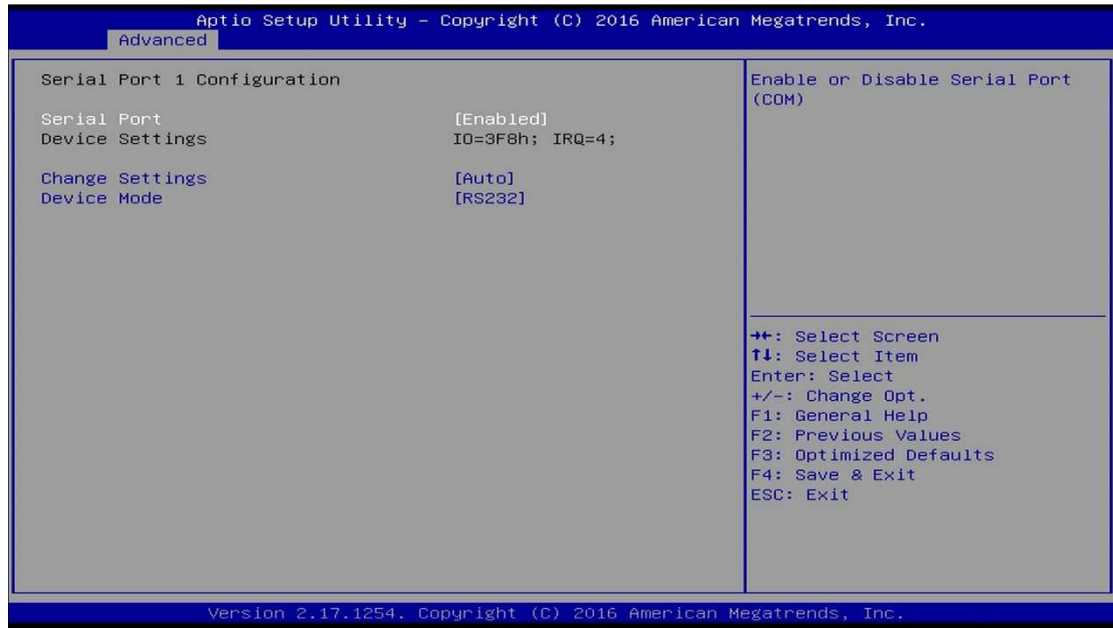 Aptio Setup Utility – Copyright (C) 2016 American Megatrends, Inc.
Advanced
Serial Port 1 Configuration
Serial Port [Enabled]
Device Settings IO=3F8h; IRQ=4;
Change Settings [Auto]
Device Mode [RS232]
Enable or Disable Serial Port
(COM)
→←: Select Screen
↑↓: Select Item
Enter: Select
+/-: Change Opt.
F1: General Help
F2: Previous Values
F3: Optimized Defaults
F4: Save & Exit
ESC: Exit
Version 2.17.1254. Copyright (C) 2016 American Megatrends, Inc.